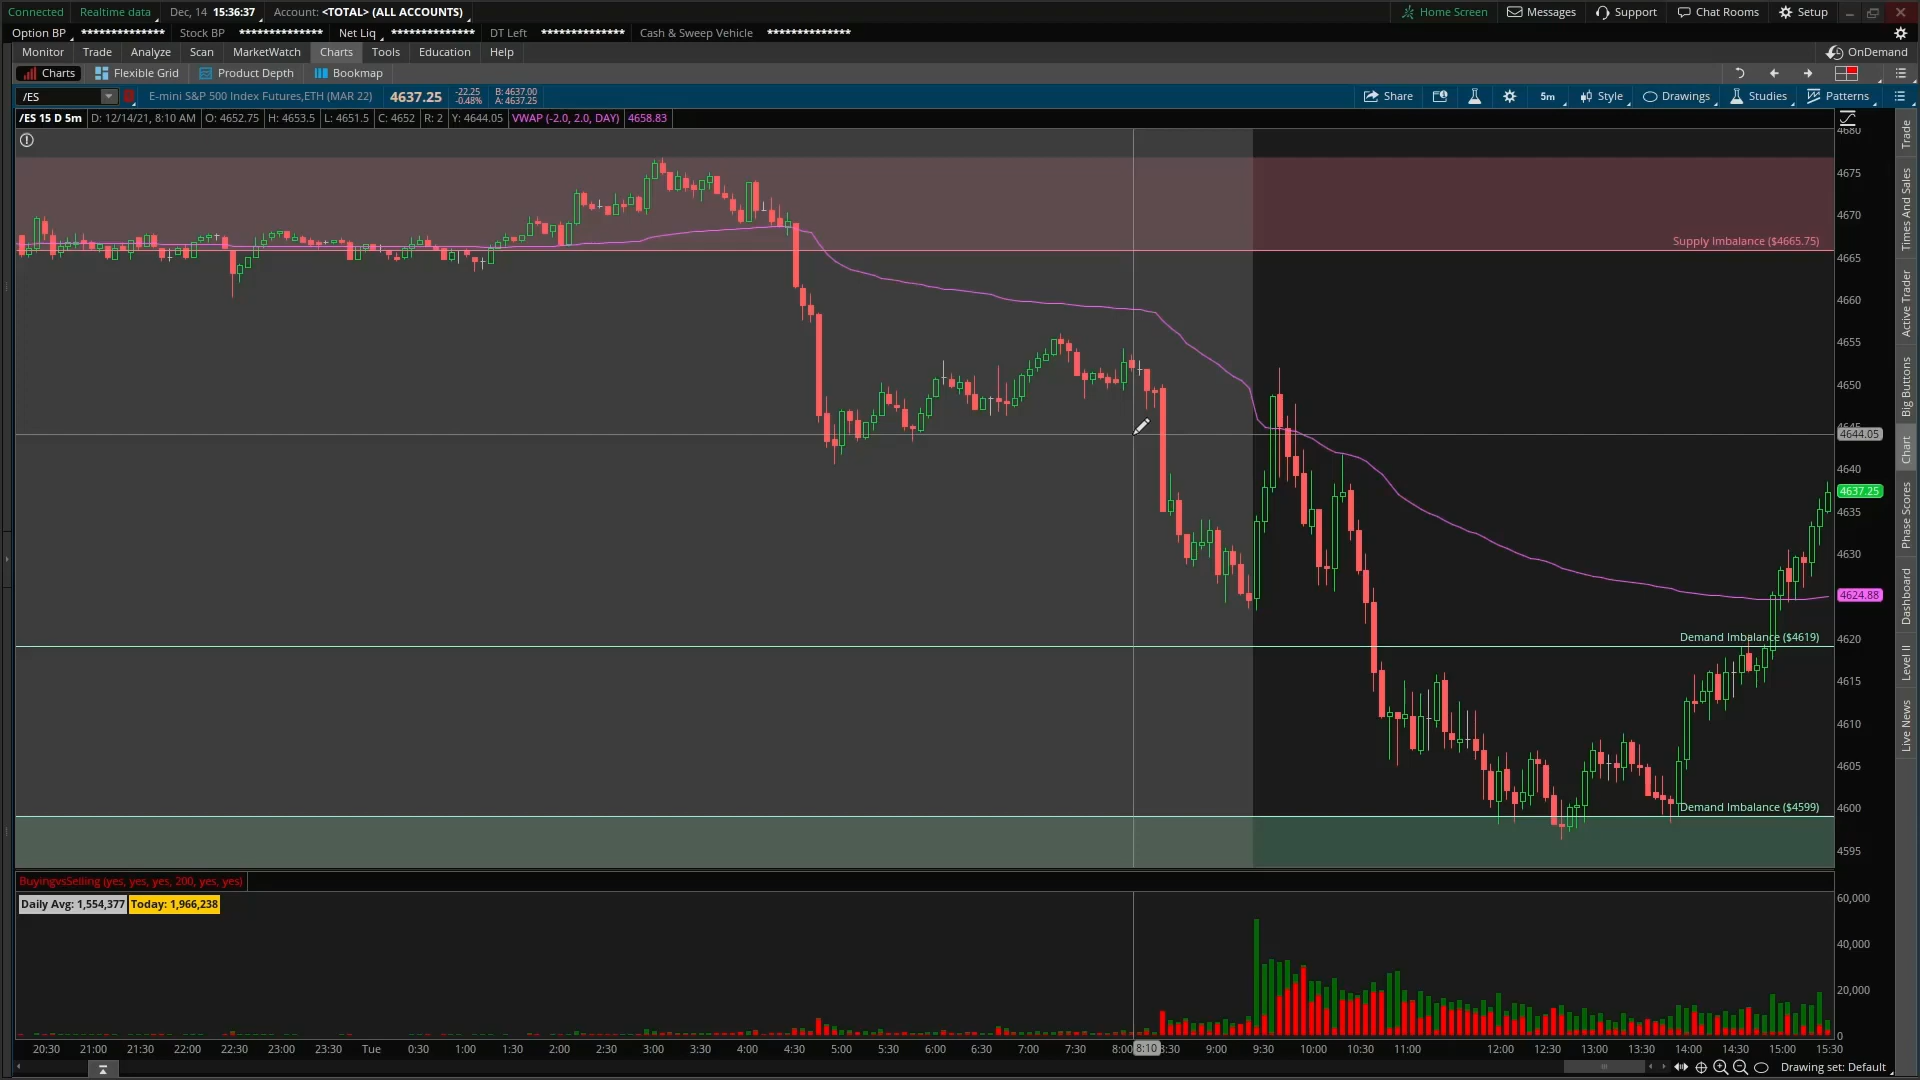 Connected Realtime data Dec, 14 15:36:37 Account: <TOTAL> (ALL ACCOUNTS) Home Screen Messages Support Chat Rooms Setup
Option BP ************** Stock BP ************** Net Liq ************** DT Left ************** Cash & Sweep Vehicle **************
Monitor Trade Analyze Scan MarketWatch Charts Tools Education Help OnDemand
Charts Flexible Grid Product Depth Bookmap
/ES E-mini S&P 500 Index Futures,ETH (MAR 22) 4637.25 -22.25 B: 4637.00
-0.48% A: 4637.25
Share 5m Style Drawings Studies Patterns
/ES 15 D 5m D: 12/14/21, 8:10 AM O: 4652.75 H: 4653.5 L: 4651.5 C: 4652 R: 2 Y: 4644.05 VWAP (-2.0, 2.0, DAY) 4658.83
4680
4675
4670
Supply Imbalance ($4665.75)
4665
4660
4655
4650
4645
4644.05
4640
4637.25
4635
4630
4624.88
Demand Imbalance ($4619)
4620
4615
4610
4605
Demand Imbalance ($4599)
4600
4595
BuyingvsSelling (yes, yes, yes, 200, yes, yes)
Daily Avg: 1,554,377 Today: 1,966,238
60,000
40,000
20,000
0
20:30 21:00 21:30 22:00 22:30 23:00 23:30 Tue 0:30 1:00 1:30 2:00 2:30 3:00 3:30 4:00 4:30 5:00 5:30 6:00 6:30 7:00 7:30 8:00 8:10 8:30 9:00 9:30 10:00 10:30 11:00 12:00 12:30 13:00 13:30 14:00 14:30 15:00 15:30
Drawing set: Default
Trade
Times And Sales
Active Trader
Big Buttons
Chart
Phase Scores
Dashboard
Level II
Live News